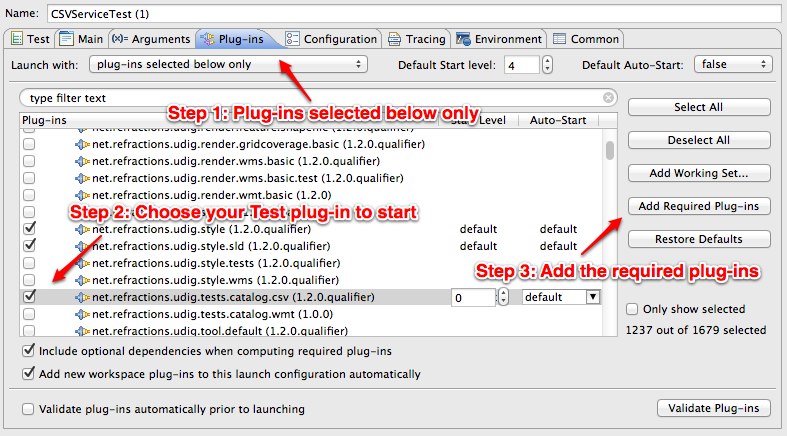 Name: CSVServiceTest (1)
Test Main (x)= Arguments Plug-ins Configuration Tracing Environment Common
Launch with: plug-ins selected below only Default Start level: 4 Default Auto-Start: false
type filter text
Step 1: Plug-ins selected below only
Select All
Plug-ins Level Auto-Start
net.refractions.udig.render.gridcoverage.basic (1.2.0.qualifier)
Deselect All
net.refractions.udig.render.wms.basic (1.2.0.qualifier)
net.refractions.udig.render.wms.basic.test (1.2.0.qualifier)
Add Working Set...
net.refractions.udig.render.wmt.basic (1.2.0)
Step 2: Choose your Test plug-in to start
Add Required Plug-ins
net.refractions.udig.style (1.2.0.qualifier) default default
net.refractions.udig.style.sld (1.2.0.qualifier) default default
Restore Defaults
net.refractions.udig.style.tests (1.2.0.qualifier)
Step 3: Add the required plug-ins
net.refractions.udig.style.wms (1.2.0.qualifier)
net.refractions.udig.tests.catalog.csv (1.2.0.qualifier) 0 default
Only show selected
net.refractions.udig.tests.catalog.wmt (1.0.0)
net.refractions.udig.tool.default (1.2.0.qualifier)
1237 out of 1679 selected
Include optional dependencies when computing required plug-ins
Add new workspace plug-ins to this launch configuration automatically
Validate plug-ins automatically prior to launching
Validate Plug-ins